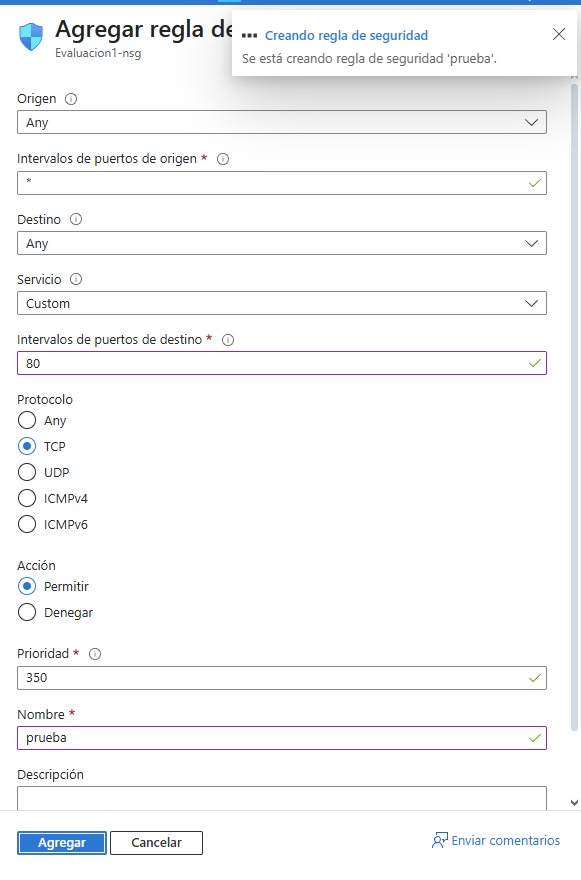 Agregar regla de
Evaluacion1-nsg
Creando regla de seguridad
Se está creando regla de seguridad 'prueba'.
Origen
Any
Intervalos de puertos de origen *
*
Destino
Any
Servicio
Custom
Intervalos de puertos de destino *
80
Protocolo
Any
TCP
UDP
ICMPv4
ICMPv6
Acción
Permitir
Denegar
Prioridad *
350
Nombre *
prueba
Descripción
Agregar
Cancelar
Enviar comentarios